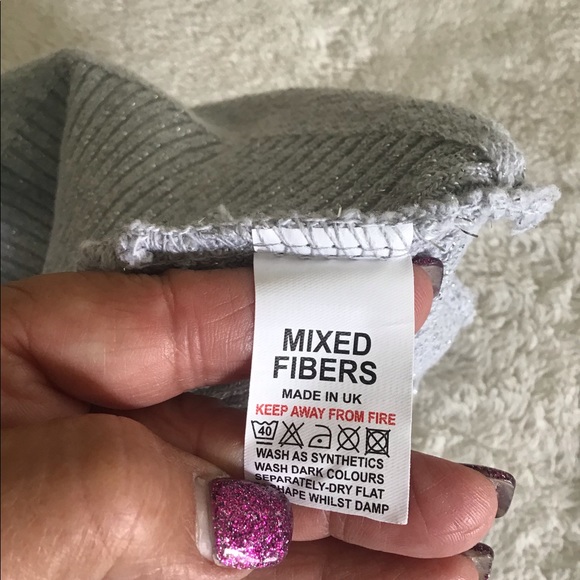 MIXED
FIBERS
MADE IN UK
KEEP AWAY FROM FIRE
40
WASH AS SYNTHETICS
WASH DARK COLOURS
SEPARATELY-DRY FLAT
WHILST DAMP